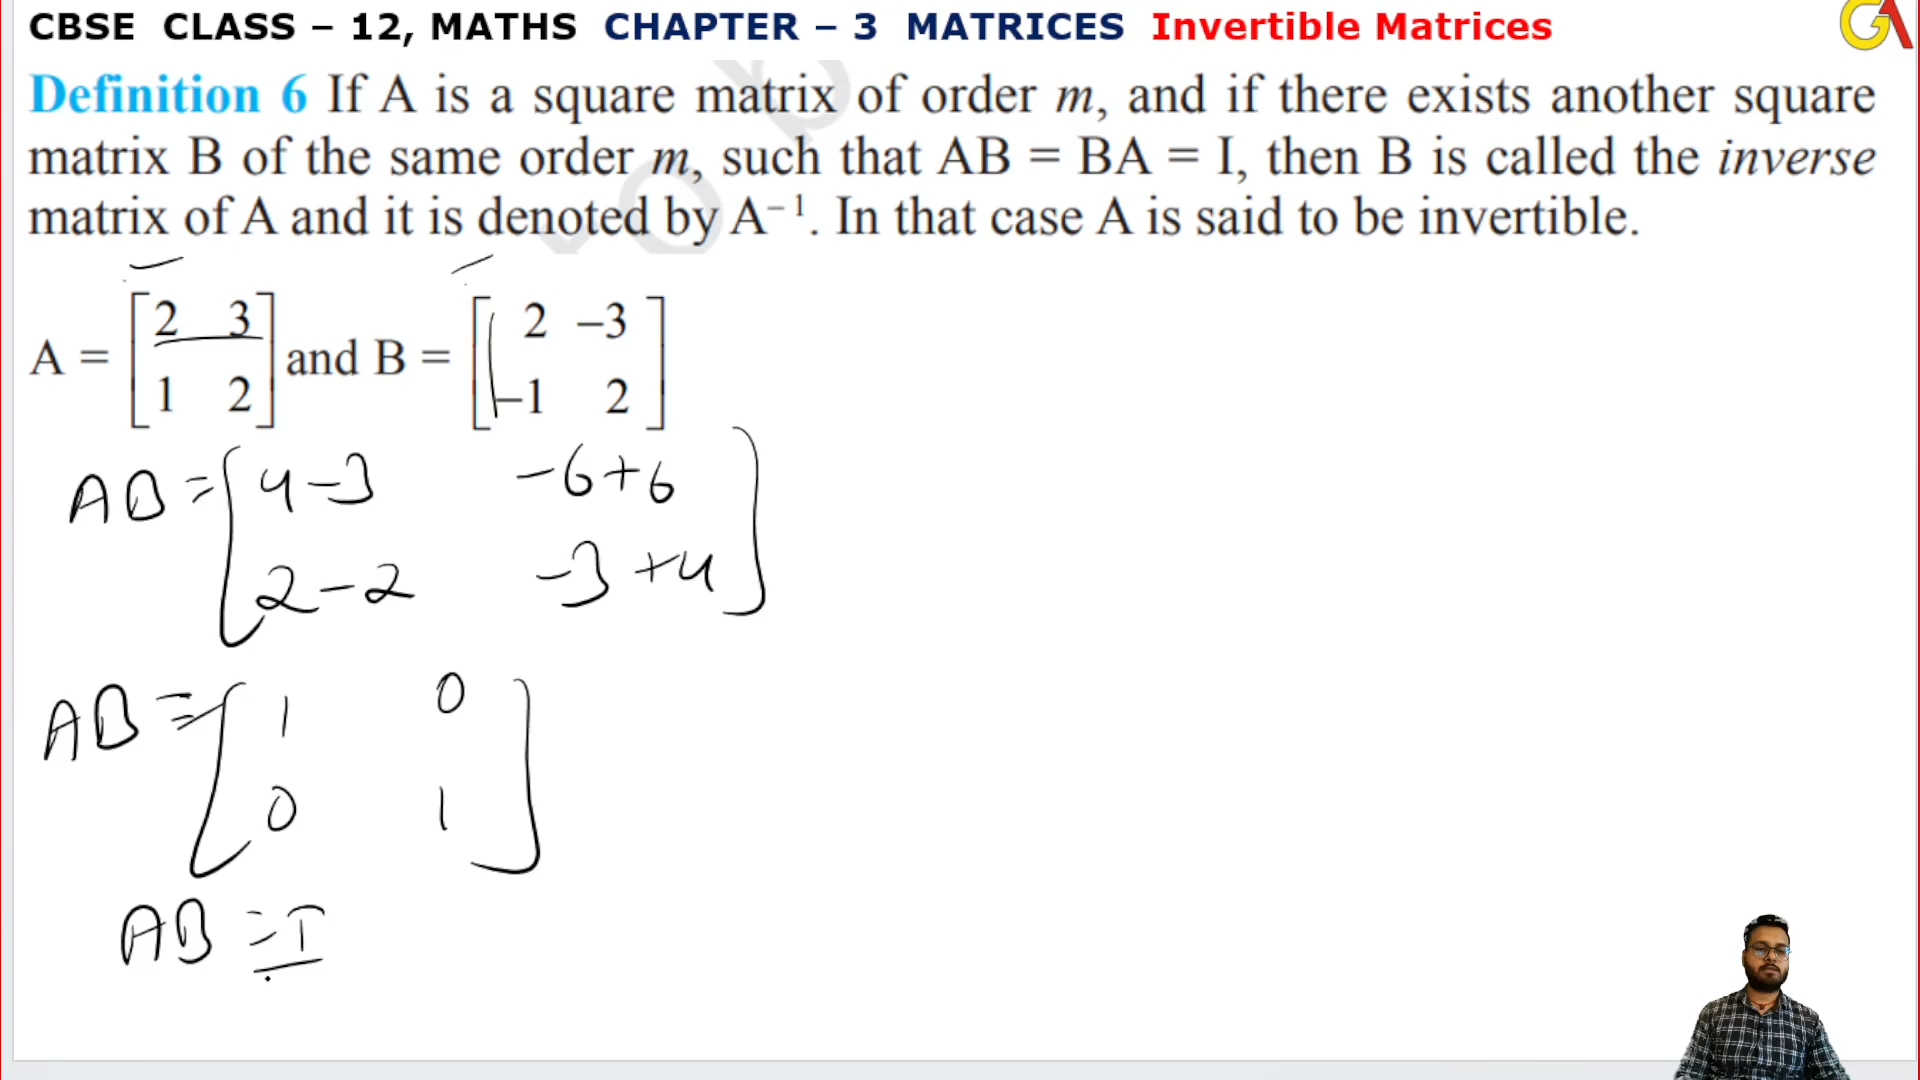 CBSE CLASS – 12, MATHS CHAPTER – 3 MATRICES Invertible Matrices
GA
Definition 6 If A is a square matrix of order m, and if there exists another square
matrix B of the same order m, such that AB = BA = I, then B is called the inverse
matrix of A and it is denoted by A⁻¹. In that case A is said to be invertible.
A = [2 3
1 2] and B = [2 –3
–1 2]
AB = [4-3 -6+6
2-2 -3+4]
AB = [1 0
0 1]
AB = I